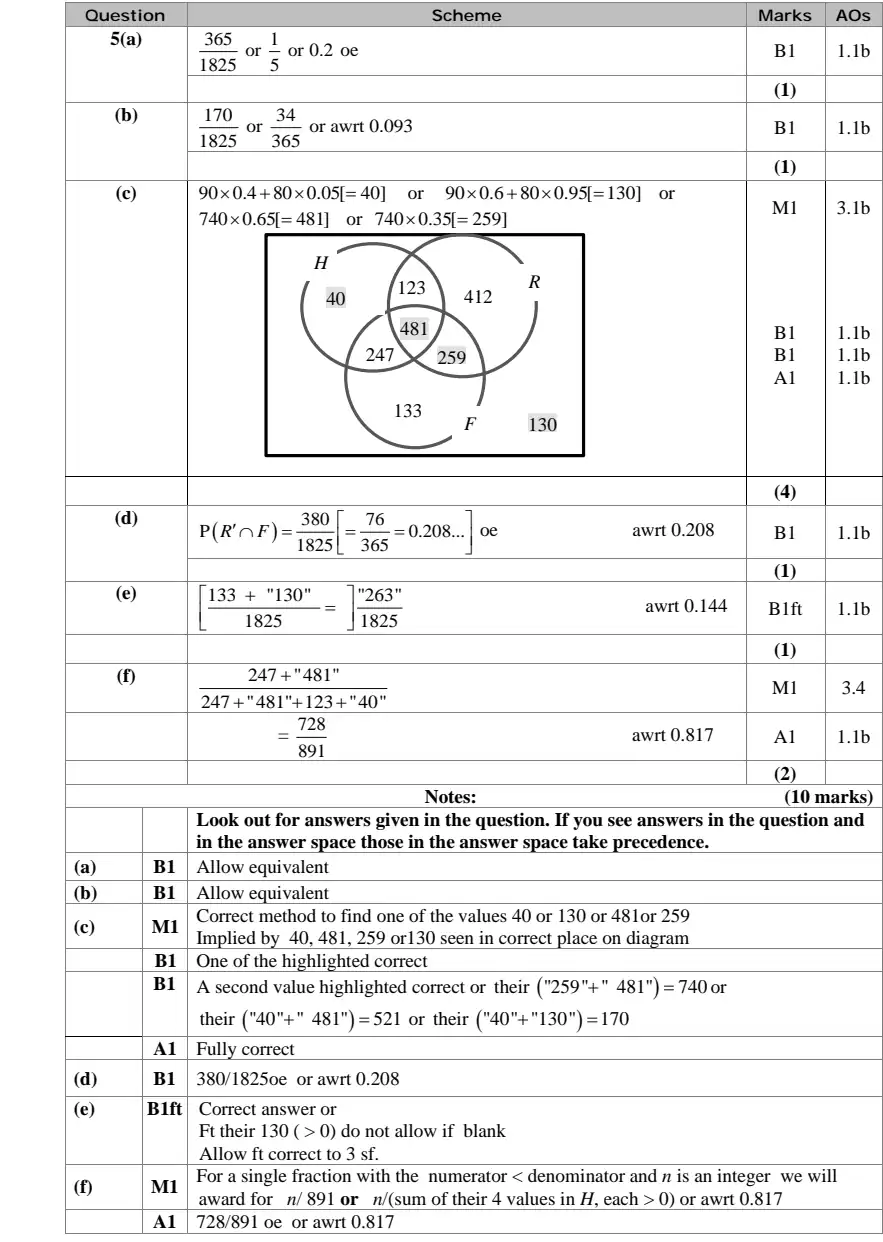 Question Scheme Marks AOs
5(a) 365/1825 or 1/5 or 0.2 oe B1 1.1b
(1)
(b) 170/1825 or 34/365 or awrt 0.093 B1 1.1b
(1)
(c) 90×0.4+80×0.05[=40] or 90×0.6+80×0.95[=130] or
740×0.65[=481] or 740×0.35[=259] M1 3.1b
H
R
40 123 412
481 B1 1.1b
247 259 B1 1.1b
A1 1.1b
133
F 130
(4)
(d) P(R′∩F)=380/1825[=76/365=0.208...] oe awrt 0.208 B1 1.1b
(1)
(e) [133 + "130"/1825 = ]"263"/1825 awrt 0.144 B1ft 1.1b
(1)
(f) 247+"481"/247+"481"+123+"40" M1 3.4
= 728/891 awrt 0.817 A1 1.1b
(2)
Notes: (10 marks)
Look out for answers given in the question. If you see answers in the question and
in the answer space those in the answer space take precedence.
(a) B1 Allow equivalent
(b) B1 Allow equivalent
(c) M1 Correct method to find one of the values 40 or 130 or 481or 259
Implied by 40, 481, 259 or130 seen in correct place on diagram
B1 One of the highlighted correct
B1 A second value highlighted correct or their ("259"+" 481")=740 or
their ("40"+" 481")=521 or their ("40"+"130")=170
A1 Fully correct
(d) B1 380/1825oe or awrt 0.208
(e) B1ft Correct answer or
Ft their 130 ( > 0) do not allow if blank
Allow ft correct to 3 sf.
(f) M1 For a single fraction with the numerator < denominator and n is an integer we will
award for n/ 891 or n/(sum of their 4 values in H, each > 0) or awrt 0.817
A1 728/891 oe or awrt 0.817